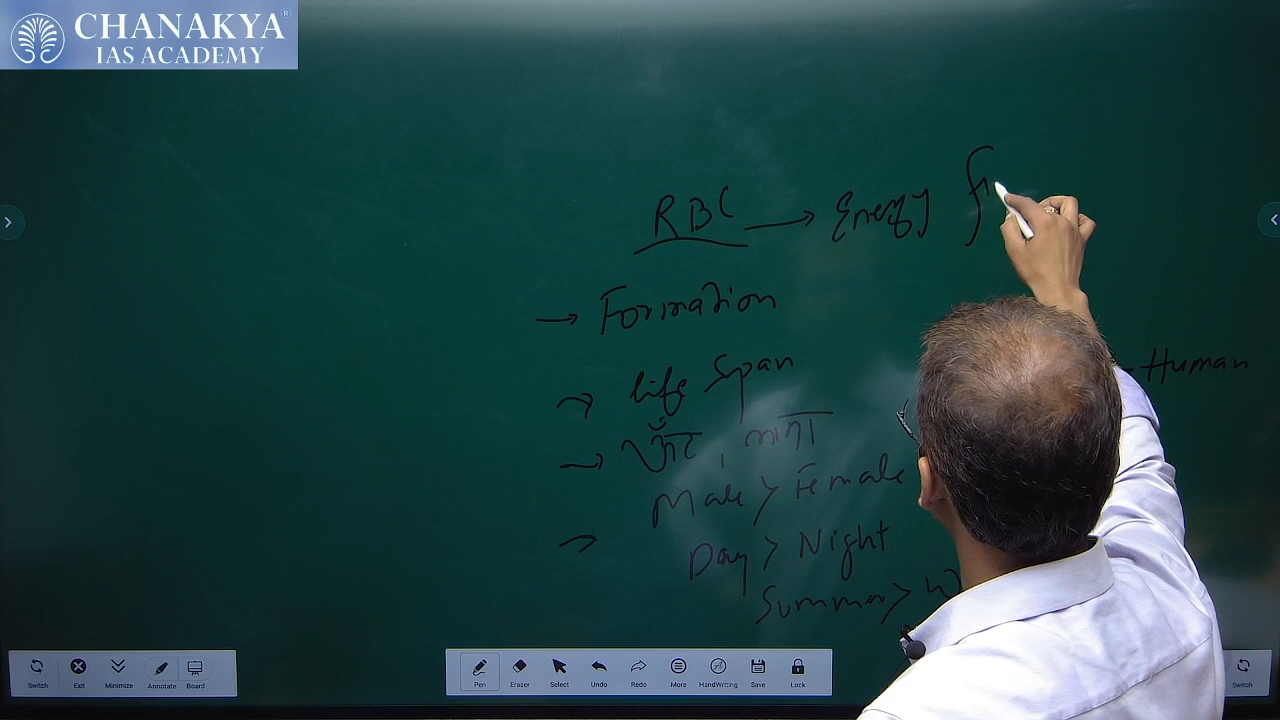 CHANAKYA®
IAS ACADEMY
RBC → Energy
→ Formation
→ life Span
Human
→
Male > Female
→ Day > Night
Summer >
Switch Exit Minimize Annotate Board
Pen Eraser Select Undo Redo More HandWriting Save Lock
Switch